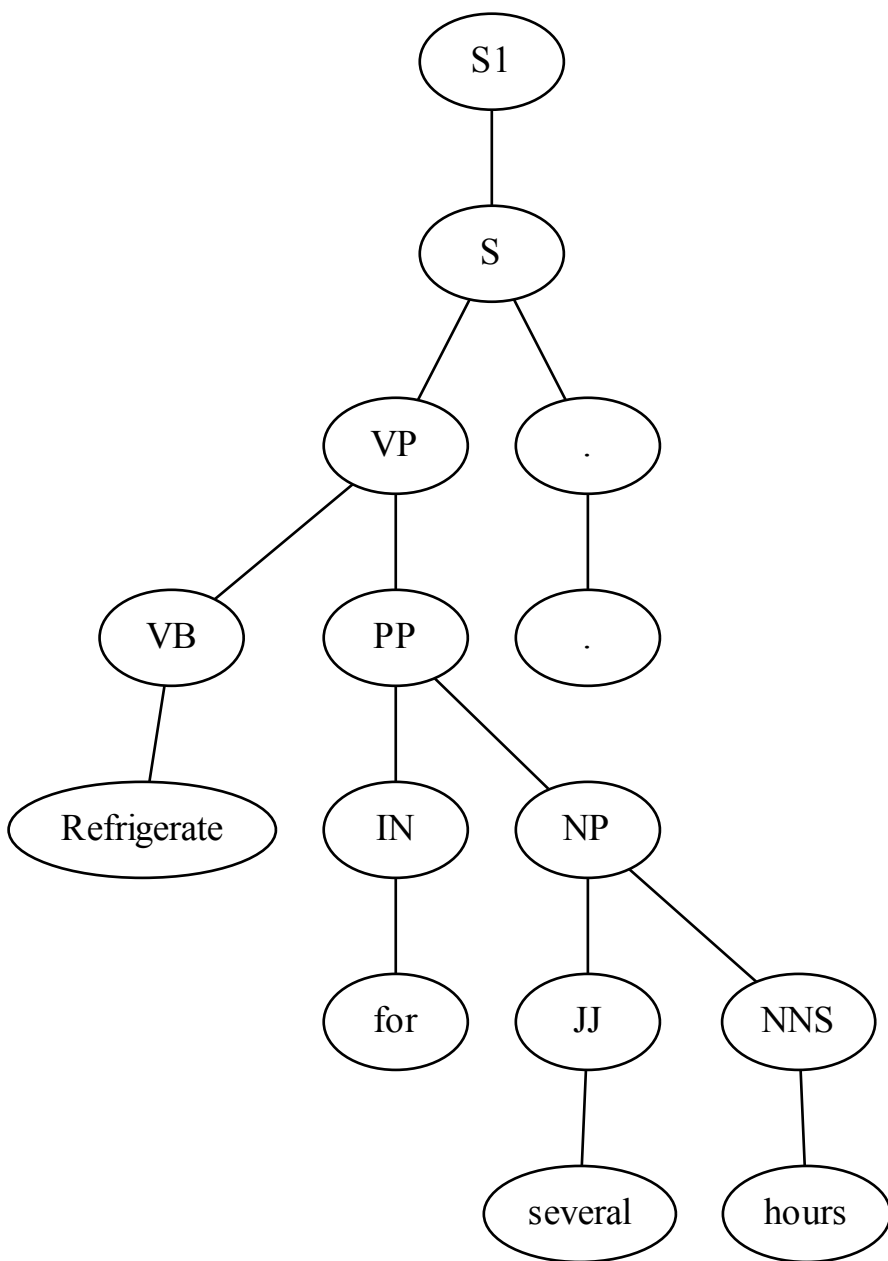 S1
S
VP .
VB PP .
Refrigerate IN NP
for JJ NNS
several hours